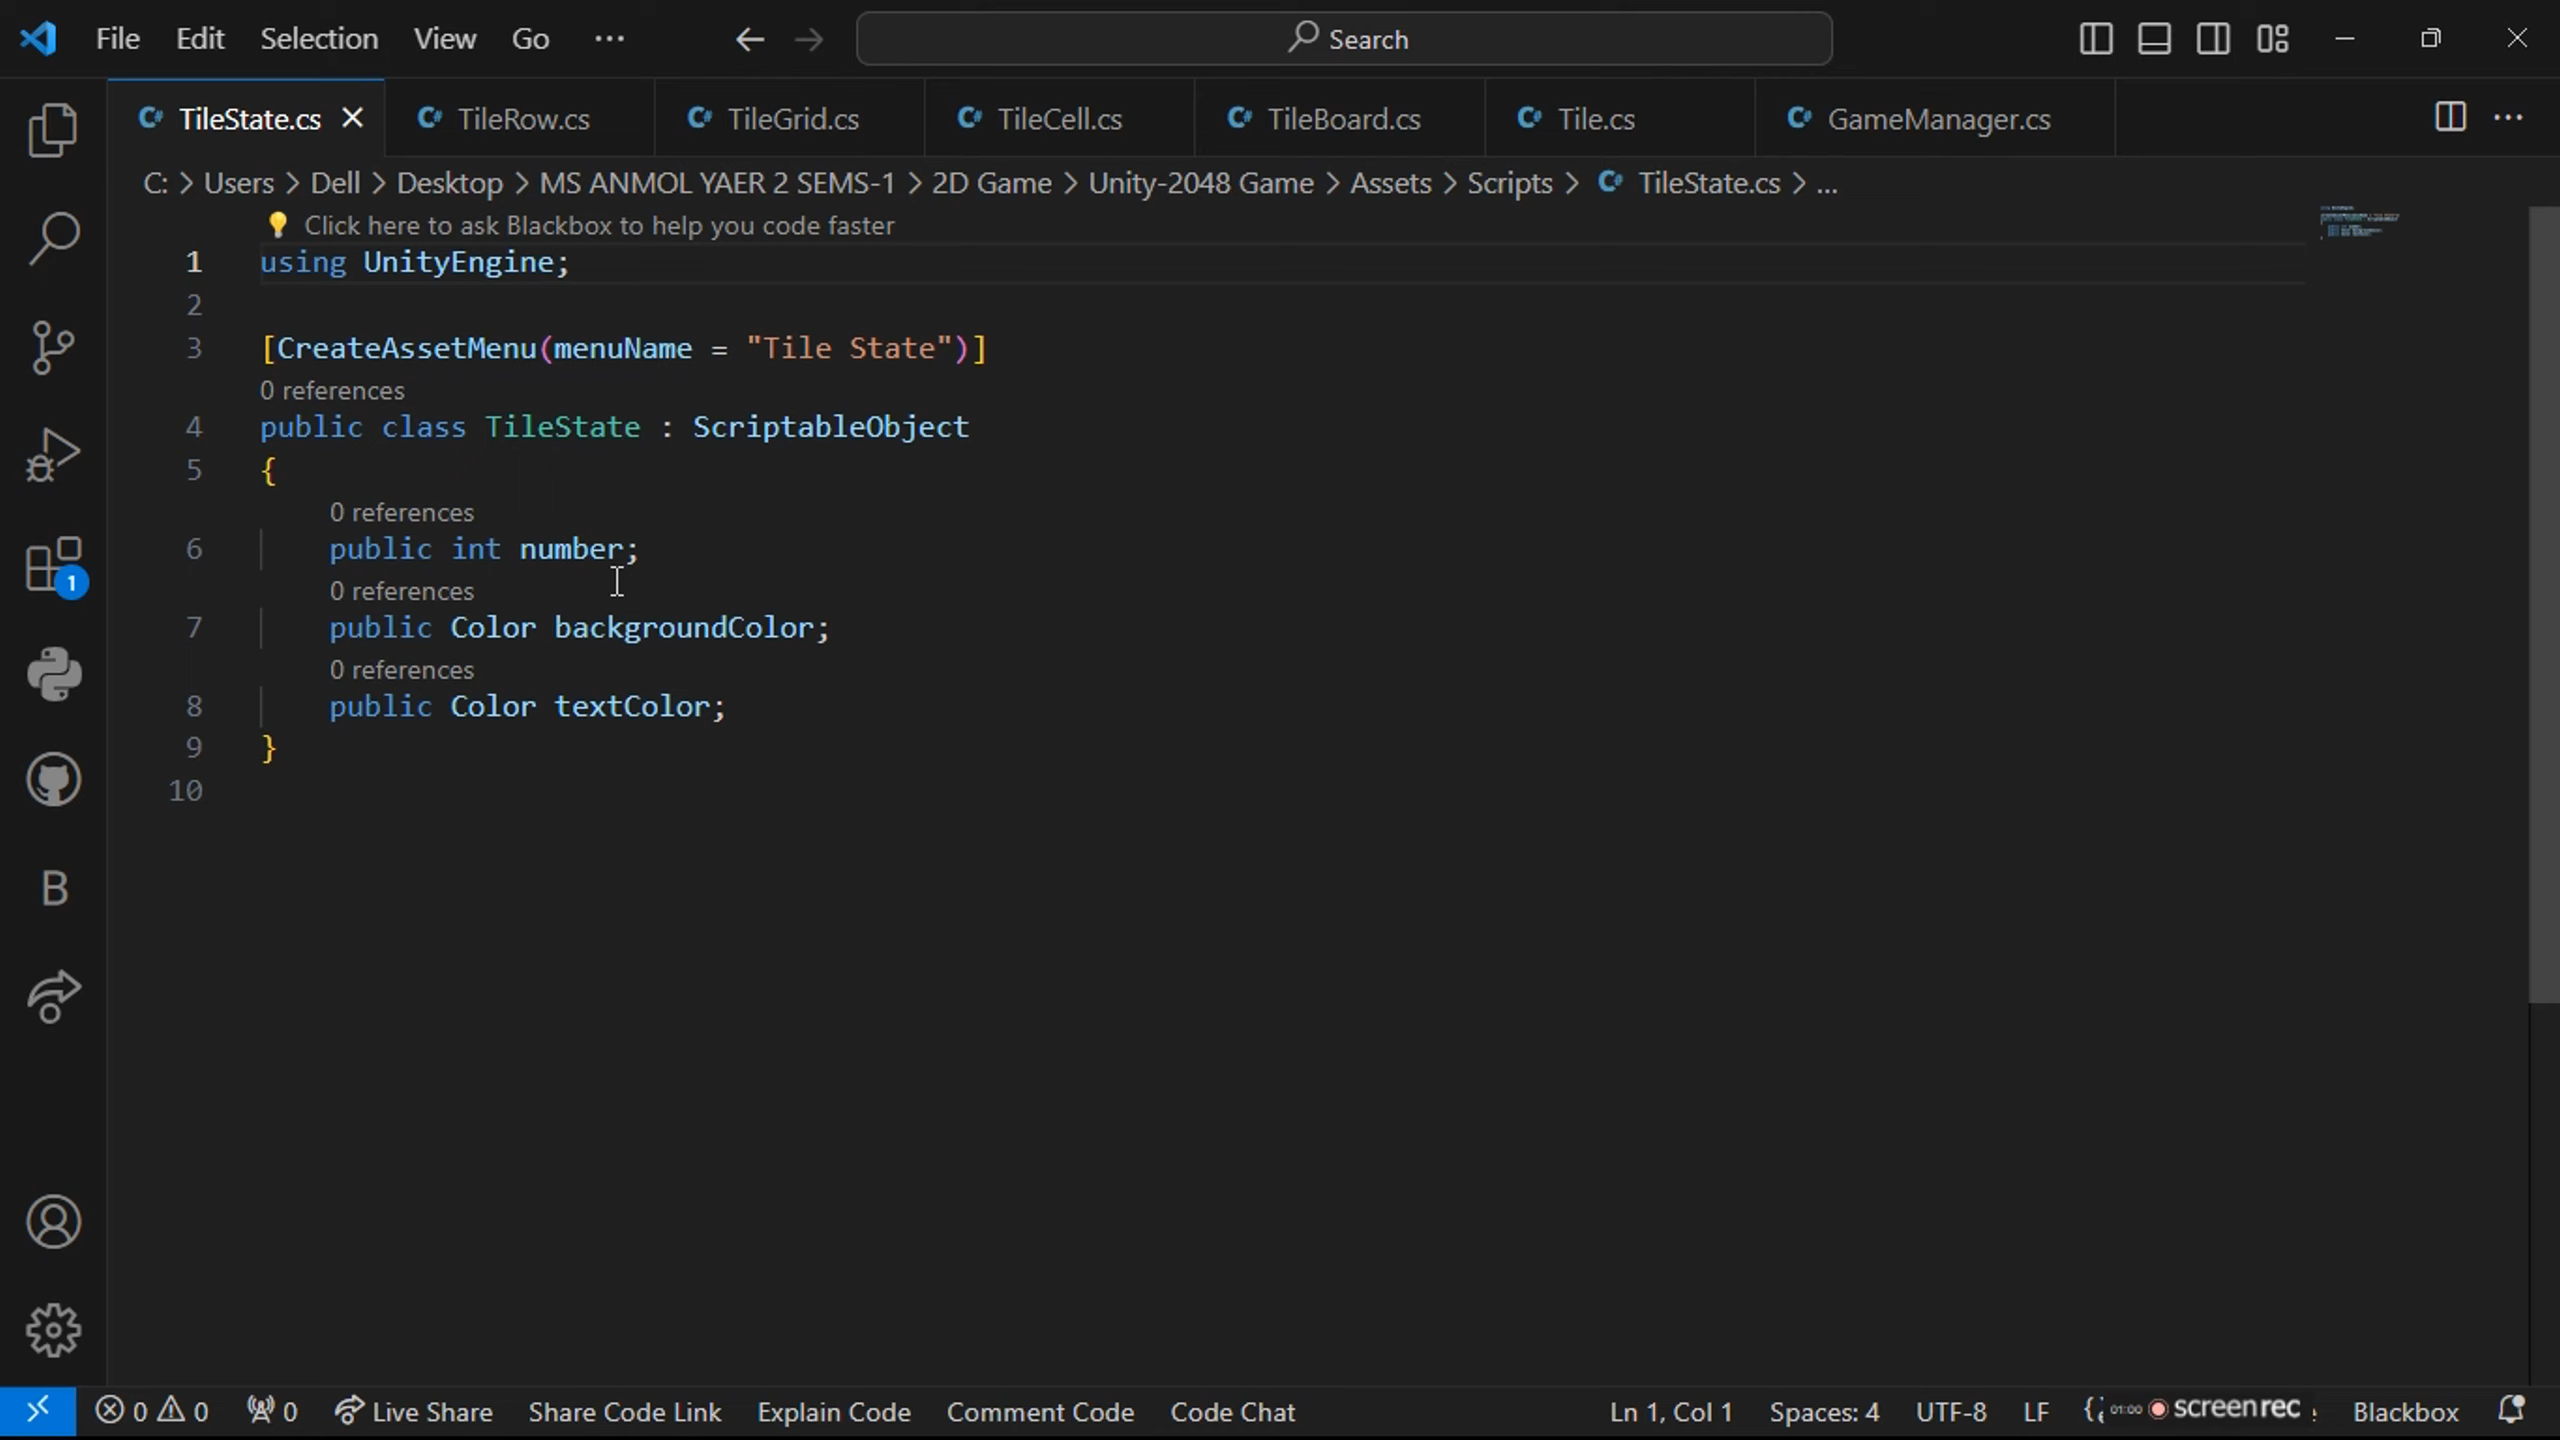 File Edit Selection View Go ··· Search
TileState.cs TileRow.cs TileGrid.cs TileCell.cs TileBoard.cs Tile.cs GameManager.cs
C: > Users > Dell > Desktop > MS ANMOL YAER 2 SEMS-1 > 2D Game > Unity-2048 Game > Assets > Scripts > TileState.cs > ...
Click here to ask Blackbox to help you code faster
1 using UnityEngine;
2
3 [CreateAssetMenu(menuName = "Tile State")]
0 references
4 public class TileState : ScriptableObject
5 {
0 references
6 public int number;
0 references
7 public Color backgroundColor;
0 references
8 public Color textColor;
9 }
10
1
B
0 0 0 Live Share Share Code Link Explain Code Comment Code Code Chat Ln 1, Col 1 Spaces: 4 UTF-8 LF 01:00 screenrec Blackbox